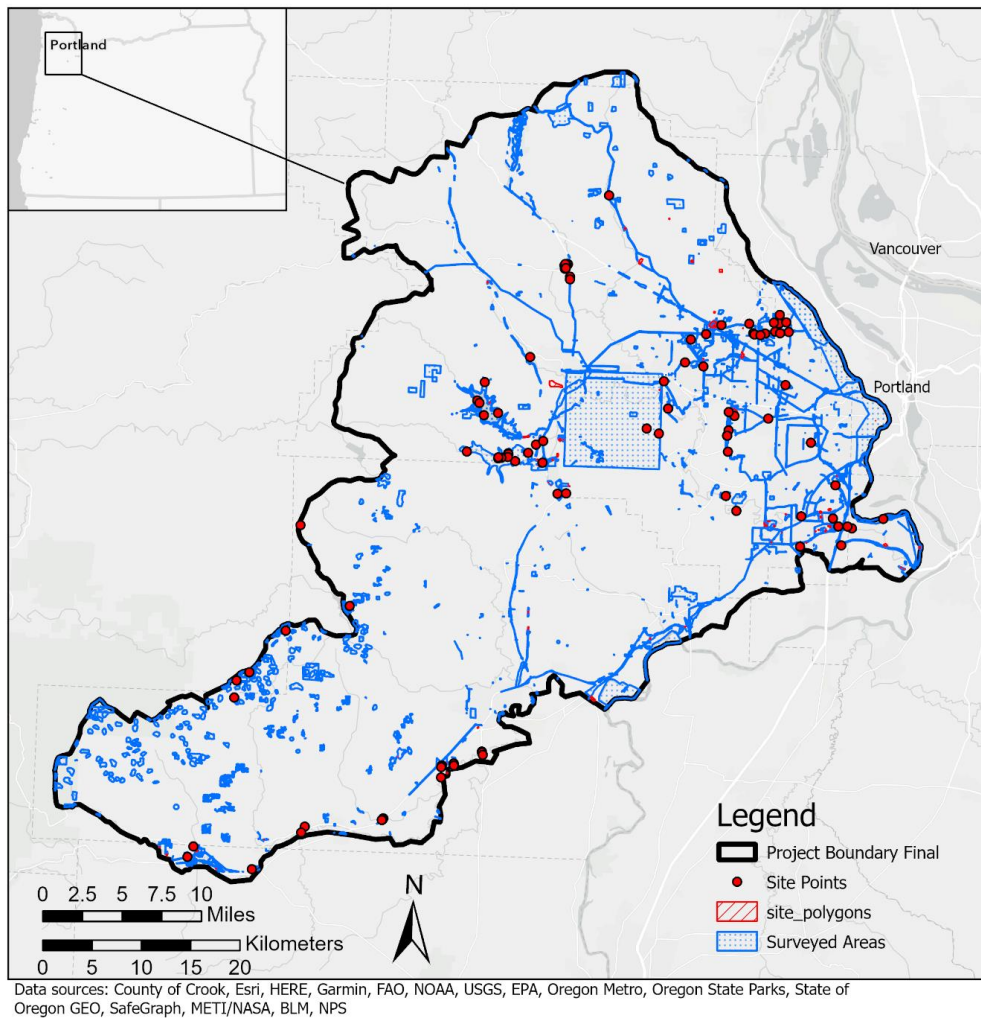 Portland
Vancouver
Portland
Legend
Project Boundary Final
Site Points
site_polygons
Surveyed Areas
N
0 2.5 5 7.5 10
Miles
Kilometers
0 5 10 15 20
Data sources: County of Crook, Esri, HERE, Garmin, FAO, NOAA, USGS, EPA, Oregon Metro, Oregon State Parks, State of
Oregon GEO, SafeGraph, METI/NASA, BLM, NPS